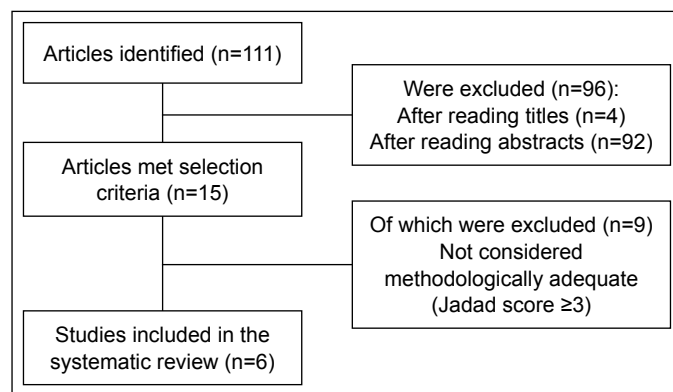 Articles identified (n=111)
Were excluded (n=96):
After reading titles (n=4)
After reading abstracts (n=92)
Articles met selection
criteria (n=15)
Of which were excluded (n=9)
Not considered
methodologically adequate
(Jadad score ≥3)
Studies included in the
systematic review (n=6)